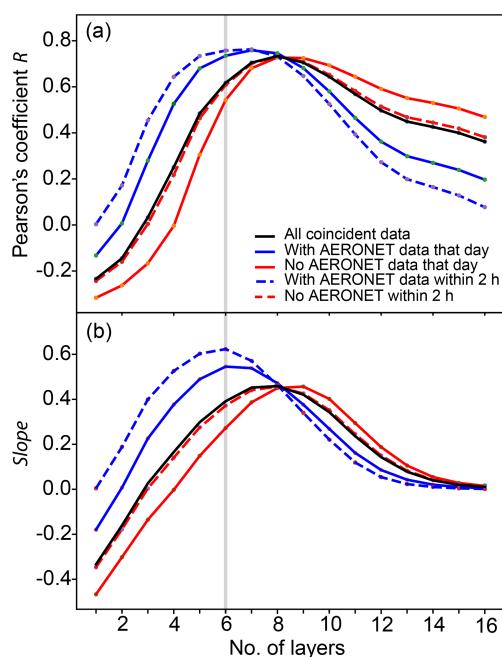 (a)
Pearson's coefficient R
0.8
0.6
0.4
0.2
0.0
-0.2
All coincident data
With AERONET data that day
No AERONET data that day
With AERONET data within 2 h
No AERONET within 2 h
(b)
Slope
0.6
0.4
0.2
0.0
-0.2
-0.4
2 4 6 8 10 12 14 16
No. of layers